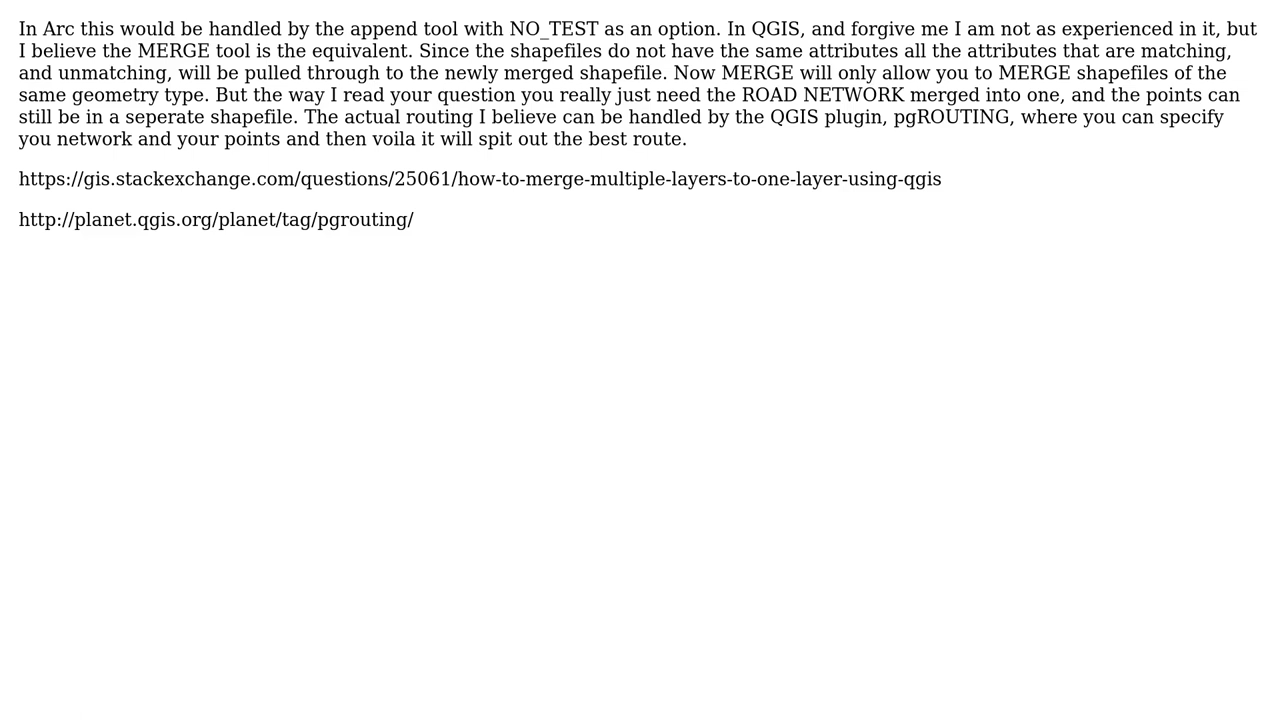 In Arc this would be handled by the append tool with NO_TEST as an option. In QGIS, and forgive me I am not as experienced in it, but
I believe the MERGE tool is the equivalent. Since the shapefiles do not have the same attributes all the attributes that are matching,
and unmatching, will be pulled through to the newly merged shapefile. Now MERGE will only allow you to MERGE shapefiles of the
same geometry type. But the way I read your question you really just need the ROAD NETWORK merged into one, and the points can
still be in a seperate shapefile. The actual routing I believe can be handled by the QGIS plugin, pgROUTING, where you can specify
you network and your points and then voila it will spit out the best route.
https://gis.stackexchange.com/questions/25061/how-to-merge-multiple-layers-to-one-layer-using-qgis
http://planet.qgis.org/planet/tag/pgrouting/